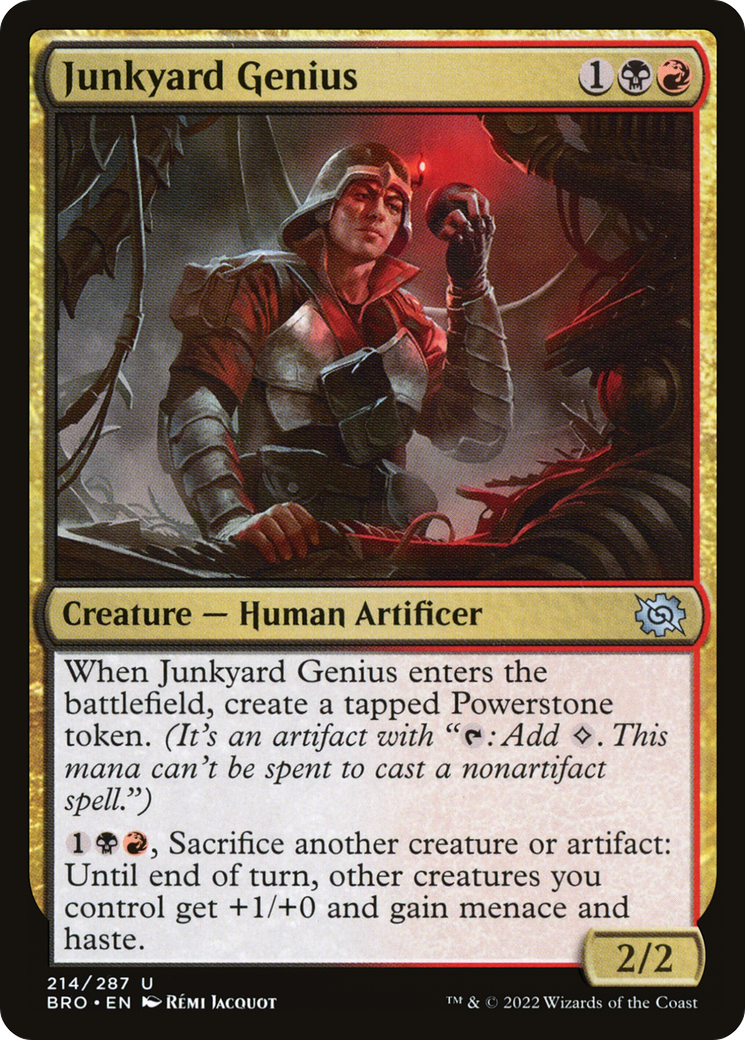 Junkyard Genius 1
Creature — Human Artificer
When Junkyard Genius enters the
battlefield, create a tapped Powerstone
token. (It's an artifact with “: Add . This
mana can't be spent to cast a nonartifact
spell.”)
1, Sacrifice another creature or artifact:
Until end of turn, other creatures you
control get +1/+0 and gain menace and
haste.
2/2
214/287 U
BRO • EN Rémi Jacquot
™ & © 2022 Wizards of the Coast